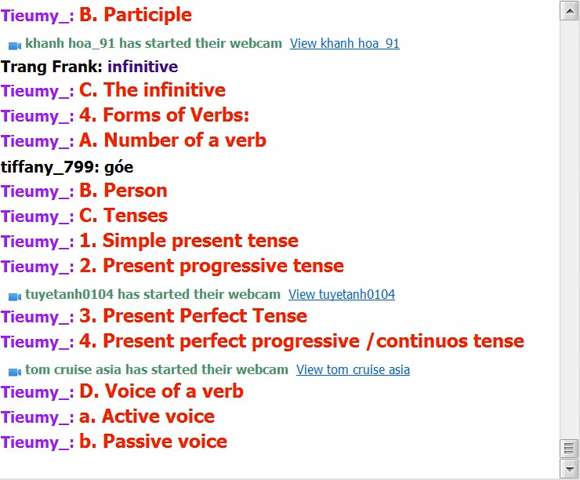 Tieumy_: B. Participle
khanh hoa_91 has started their webcam View khanh hoa_91
Trang Frank: infinitive
Tieumy_: C. The infinitive
Tieumy_: 4. Forms of Verbs:
Tieumy_: A. Number of a verb
tiffany_799: góe
Tieumy_: B. Person
Tieumy_: C. Tenses
Tieumy_: 1. Simple present tense
Tieumy_: 2. Present progressive tense
tuyetanh0104 has started their webcam View tuyetanh0104
Tieumy_: 3. Present Perfect Tense
Tieumy_: 4. Present perfect progressive /continuos tense
tom cruise asia has started their webcam View tom cruise asia
Tieumy_: D. Voice of a verb
Tieumy_: a. Active voice
Tieumy_: b. Passive voice